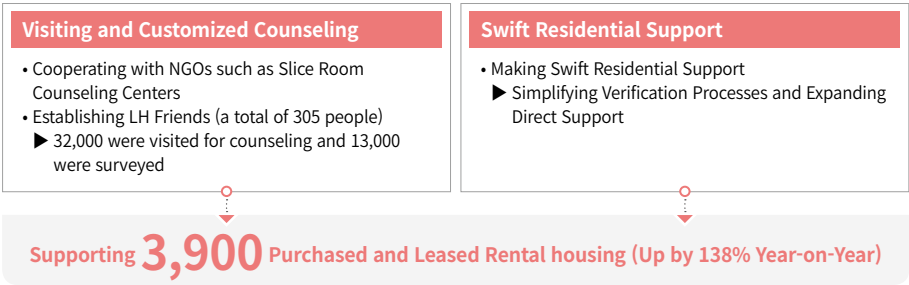 Visiting and Customized Counseling
• Cooperating with NGOs such as Slice Room
Counseling Centers
• Establishing LH Friends (a total of 305 people)
▶ 32,000 were visited for counseling and 13,000
were surveyed
Swift Residential Support
• Making Swift Residential Support
▶ Simplifying Verification Processes and Expanding
Direct Support
Supporting 3,900 Purchased and Leased Rental housing (Up by 138% Year-on-Year)